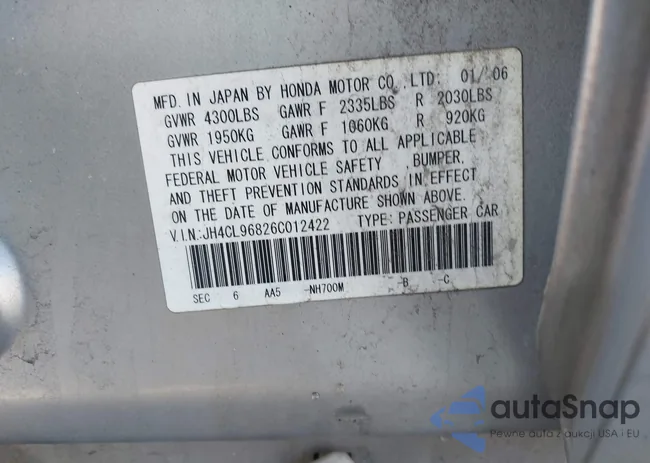 MFD. IN JAPAN BY HONDA MOTOR CO., LTD. 01/06
GVWR 4300LBS GAWR F 2335LBS R 2030LBS
GVWR 1950KG GAWR F 1060KG R 920KG
THIS VEHICLE CONFORMS TO ALL APPLICABLE
FEDERAL MOTOR VEHICLE SAFETY, BUMPER,
AND THEFT PREVENTION STANDARDS IN EFFECT
ON THE DATE OF MANUFACTURE SHOWN ABOVE.
V.I.N:JH4CL96826C012422 TYPE: PASSENGER CAR
SEC 6 AA5 -NH700M -B -C
autaSnap
Pewne auta z aukcji USA i EU